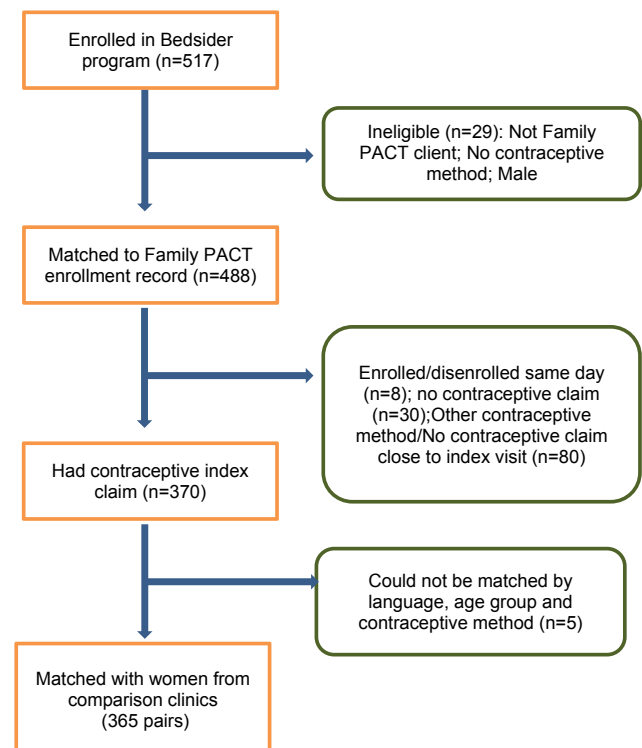 Enrolled in Bedsider
program (n=517)
Ineligible (n=29): Not Family
PACT client; No contraceptive
method; Male
Matched to Family PACT
enrollment record (n=488)
Enrolled/disenrolled same day
(n=8); no contraceptive claim
(n=30);Other contraceptive
method/No contraceptive claim
close to index visit (n=80)
Had contraceptive index
claim (n=370)
Could not be matched by
language, age group and
contraceptive method (n=5)
Matched with women from
comparison clinics
(365 pairs)